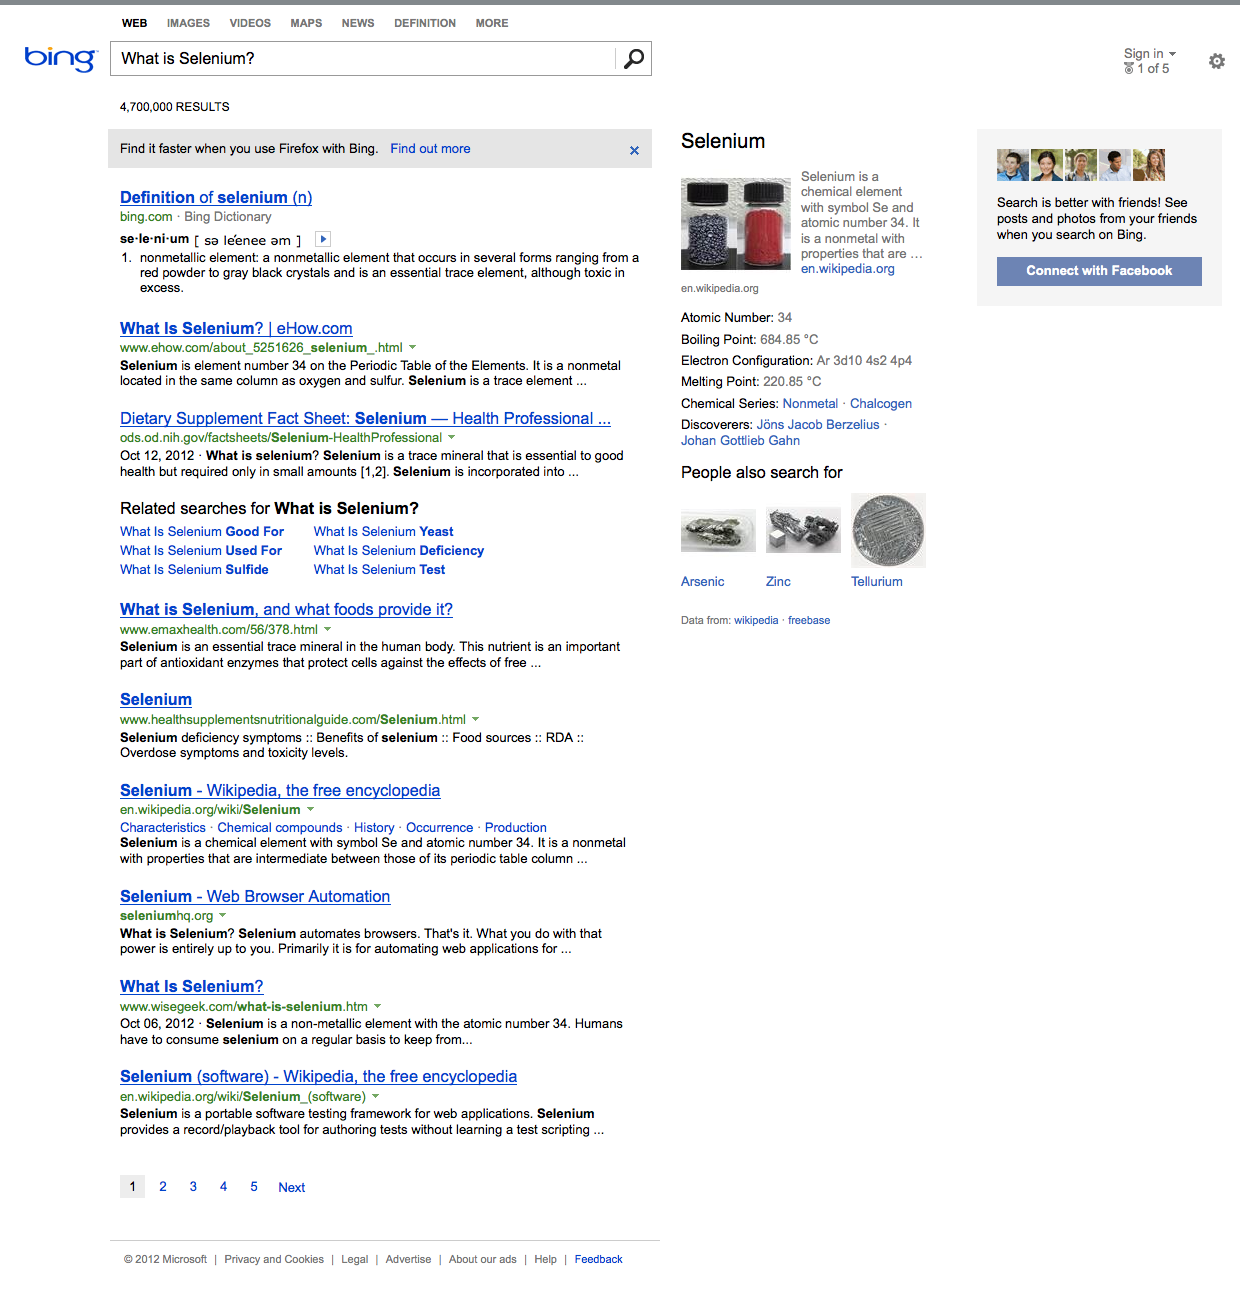 WEB IMAGES VIDEOS MAPS NEWS DEFINITION MORE
bing
What is Selenium?
Sign in
1 of 5
4,700,000 RESULTS
Find it faster when you use Firefox with Bing. Find out more
Definition of selenium (n)
bing.com · Bing Dictionary
se·le·ni·um [ sə léenee əm ]
1. nonmetallic element: a nonmetallic element that occurs in several forms ranging from a
red powder to gray black crystals and is an essential trace element, although toxic in
excess.
What Is Selenium? | eHow.com
www.ehow.com/about_5251626_selenium_.html
Selenium is element number 34 on the Periodic Table of the Elements. It is a nonmetal
located in the same column as oxygen and sulfur. Selenium is a trace element ...
Dietary Supplement Fact Sheet: Selenium — Health Professional ...
ods.od.nih.gov/factsheets/Selenium-HealthProfessional
Oct 12, 2012 · What is selenium? Selenium is a trace mineral that is essential to good
health but required only in small amounts [1,2]. Selenium is incorporated into ...
Related searches for What is Selenium?
What Is Selenium Good For What Is Selenium Yeast
What Is Selenium Used For What Is Selenium Deficiency
What Is Selenium Sulfide What Is Selenium Test
What is Selenium, and what foods provide it?
www.emaxhealth.com/56/378.html
Selenium is an essential trace mineral in the human body. This nutrient is an important
part of antioxidant enzymes that protect cells against the effects of free ...
Selenium
www.healthsupplementsnutritionalguide.com/Selenium.html
Selenium deficiency symptoms :: Benefits of selenium :: Food sources :: RDA ::
Overdose symptoms and toxicity levels.
Selenium - Wikipedia, the free encyclopedia
en.wikipedia.org/wiki/Selenium
Characteristics · Chemical compounds · History · Occurrence · Production
Selenium is a chemical element with symbol Se and atomic number 34. It is a nonmetal
with properties that are intermediate between those of its periodic table column ...
Selenium - Web Browser Automation
seleniumhq.org
What is Selenium? Selenium automates browsers. That's it. What you do with that
power is entirely up to you. Primarily it is for automating web applications for ...
What Is Selenium?
www.wisegeek.com/what-is-selenium.htm
Oct 06, 2012 · Selenium is a non-metallic element with the atomic number 34. Humans
have to consume selenium on a regular basis to keep from...
Selenium (software) - Wikipedia, the free encyclopedia
en.wikipedia.org/wiki/Selenium_(software)
Selenium is a portable software testing framework for web applications. Selenium
provides a record/playback tool for authoring tests without learning a test scripting ...
1 2 3 4 5 Next
Selenium
Selenium is a
chemical element
with symbol Se and
atomic number 34. It
is a nonmetal with
properties that are ...
en.wikipedia.org
en.wikipedia.org
Atomic Number: 34
Boiling Point: 684.85 °C
Electron Configuration: Ar 3d10 4s2 4p4
Melting Point: 220.85 °C
Chemical Series: Nonmetal · Chalcogen
Discoverers: Jöns Jacob Berzelius ·
Johan Gottlieb Gahn
People also search for
Arsenic Zinc Tellurium
Data from: wikipedia · freebase
Search is better with friends! See
posts and photos from your friends
when you search on Bing.
Connect with Facebook
© 2012 Microsoft | Privacy and Cookies | Legal | Advertise | About our ads | Help | Feedback